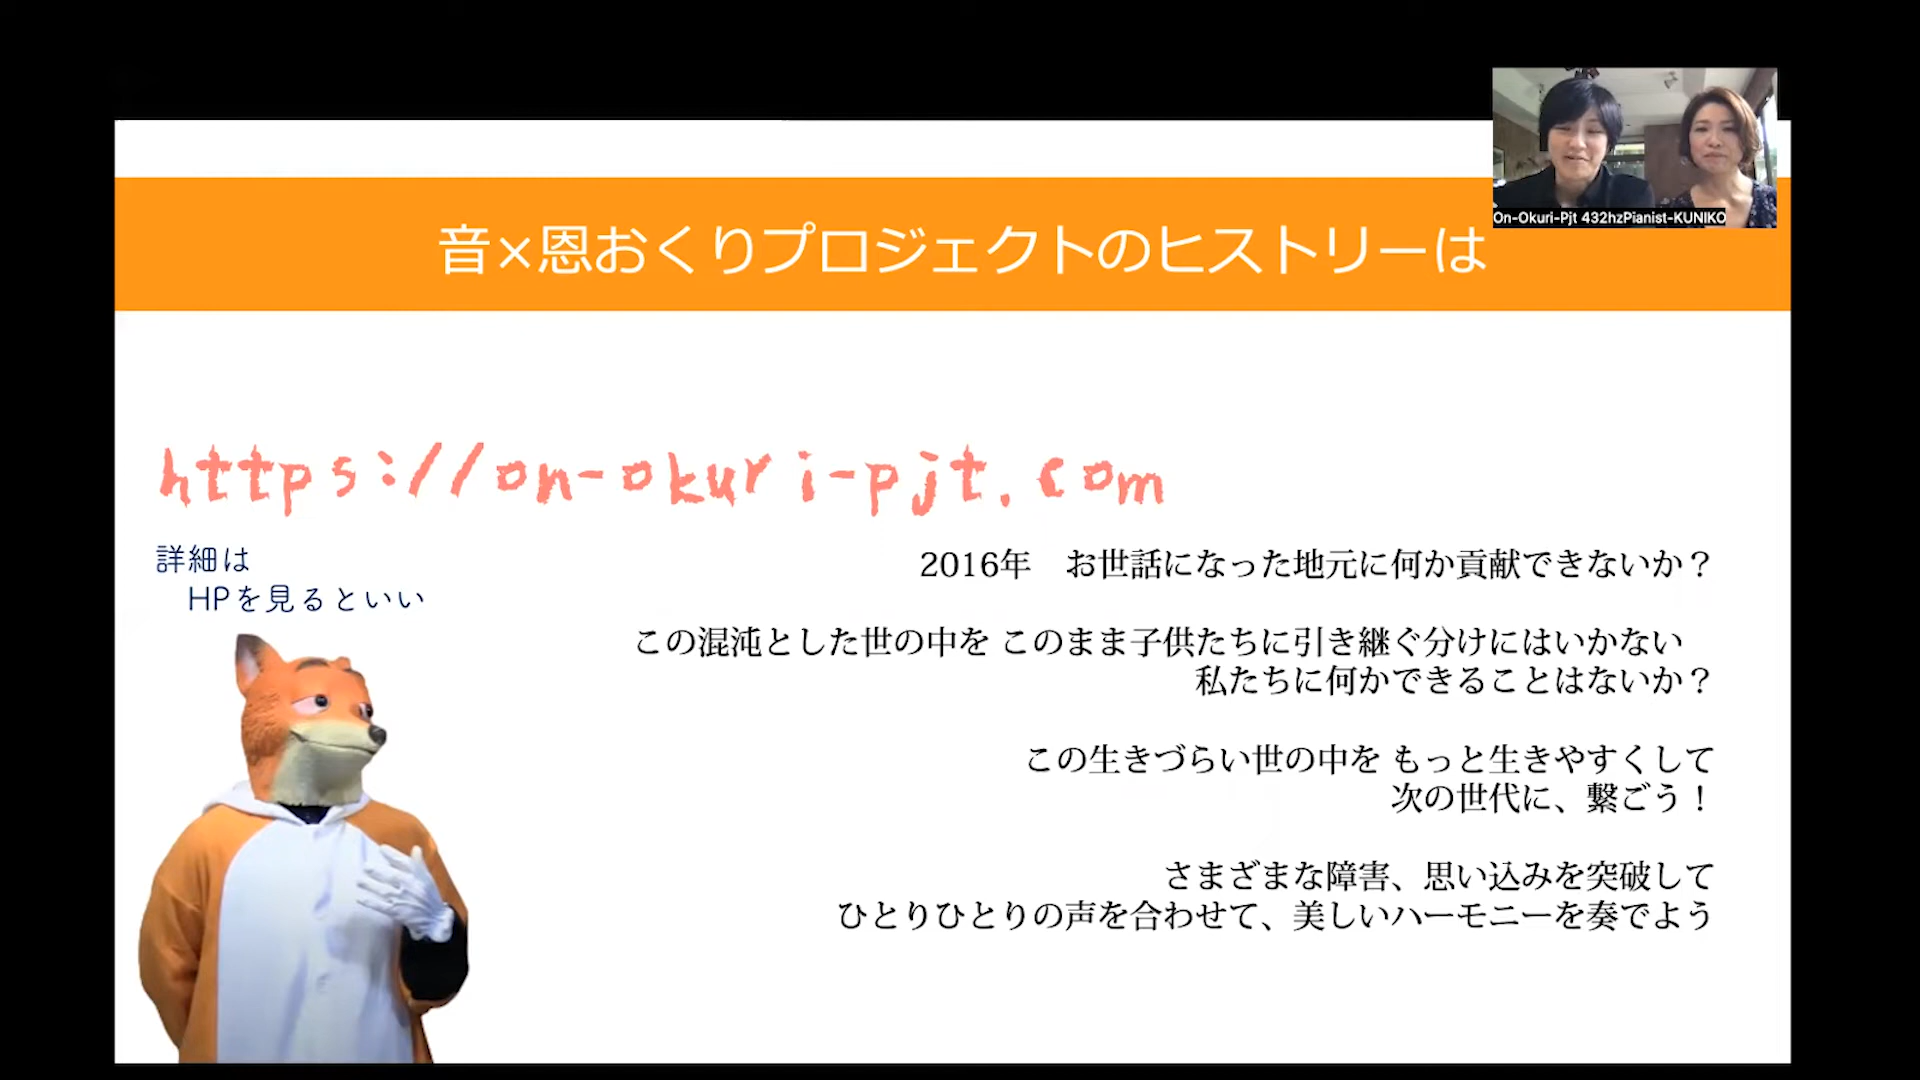 On-Okuri-Pjt 432hzPianist-KUNIKO
音×恩おくりプロジェクトのヒストリーは
https://on-okuri-pjt.com
詳細は
HPを見るといい
2016年　お世話になった地元に何か貢献できないか？
この混沌とした世の中を このまま子供たちに引き継ぐ分けにはいかない
私たちに何かできることはないか？
この生きづらい世の中を もっと生きやすくして
次の世代に、繋ごう！
さまざまな障害、思い込みを突破して
ひとりひとりの声を合わせて、美しいハーモニーを奏でよう